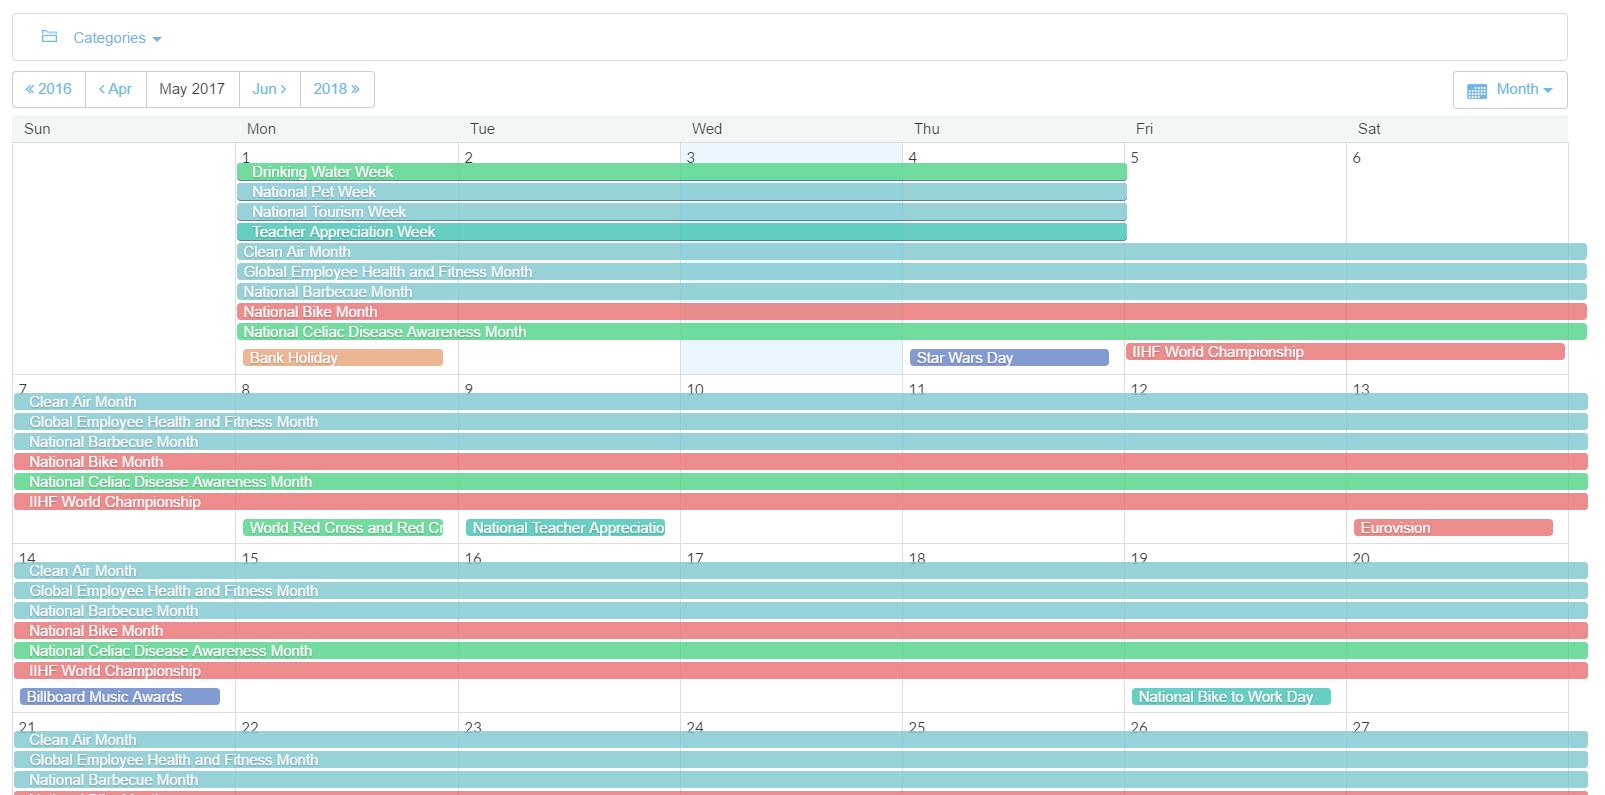 Categories
« 2016 ‹ Apr May 2017 Jun › 2018 » Month
Sun Mon Tue Wed Thu Fri Sat
1 2 3 4 5 6
Drinking Water Week
National Pet Week
National Tourism Week
Teacher Appreciation Week
Clean Air Month
Global Employee Health and Fitness Month
National Barbecue Month
National Bike Month
National Celiac Disease Awareness Month
Bank Holiday Star Wars Day IIHF World Championship
7 8 9 10 11 12 13
Clean Air Month
Global Employee Health and Fitness Month
National Barbecue Month
National Bike Month
National Celiac Disease Awareness Month
IIHF World Championship
World Red Cross and Red Cr National Teacher Appreciatio Eurovision
14 15 16 17 18 19 20
Clean Air Month
Global Employee Health and Fitness Month
National Barbecue Month
National Bike Month
National Celiac Disease Awareness Month
IIHF World Championship
Billboard Music Awards National Bike to Work Day
21 22 23 24 25 26 27
Clean Air Month
Global Employee Health and Fitness Month
National Barbecue Month